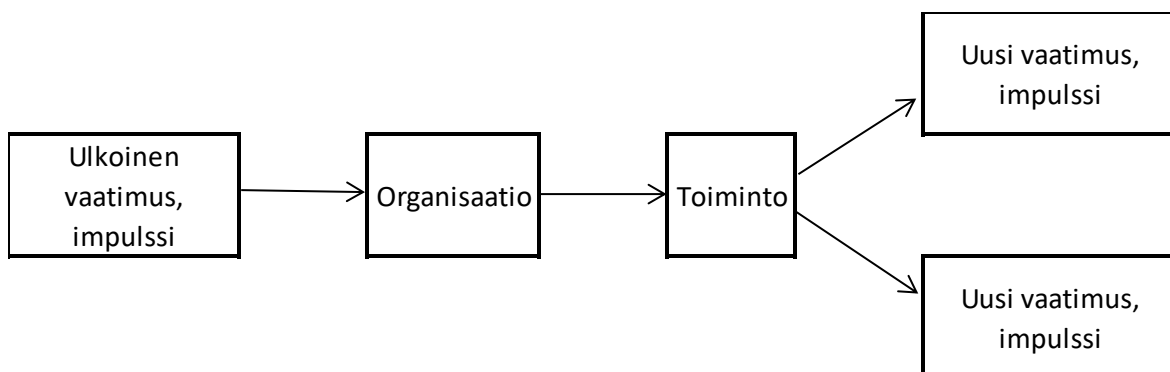 Ulkoinen
vaatimus,
impulssi
Organisaatio
Toiminto
Uusi vaatimus,
impulssi
Uusi vaatimus,
impulssi